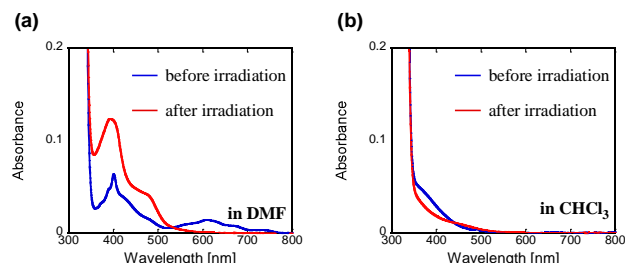 (a)
0.2
before irradiation
after irradiation
0.1
Absorbance
in DMF
0
300 400 500 600 700 800
Wavelength [nm]
(b)
0.2
before irradiation
after irradiation
0.1
Absorbance
in CHCl3
0
300 400 500 600 700 800
Wavelength [nm]